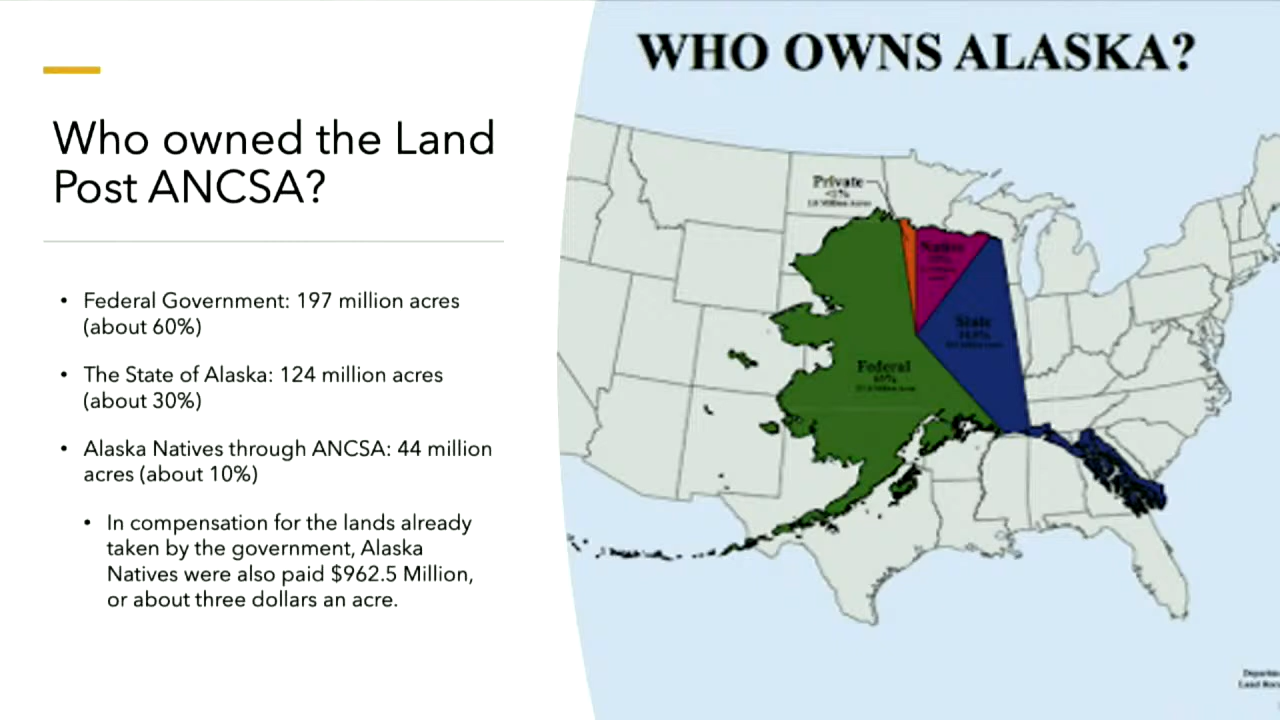 WHO OWNS ALASKA?
Who owned the Land
Post ANCSA?
• Federal Government: 197 million acres
(about 60%)
• The State of Alaska: 124 million acres
(about 30%)
• Alaska Natives through ANCSA: 44 million
acres (about 10%)
• In compensation for the lands already
taken by the government, Alaska
Natives were also paid $962.5 Million,
or about three dollars an acre.
Private
<1%
Native
State
Federal
60%